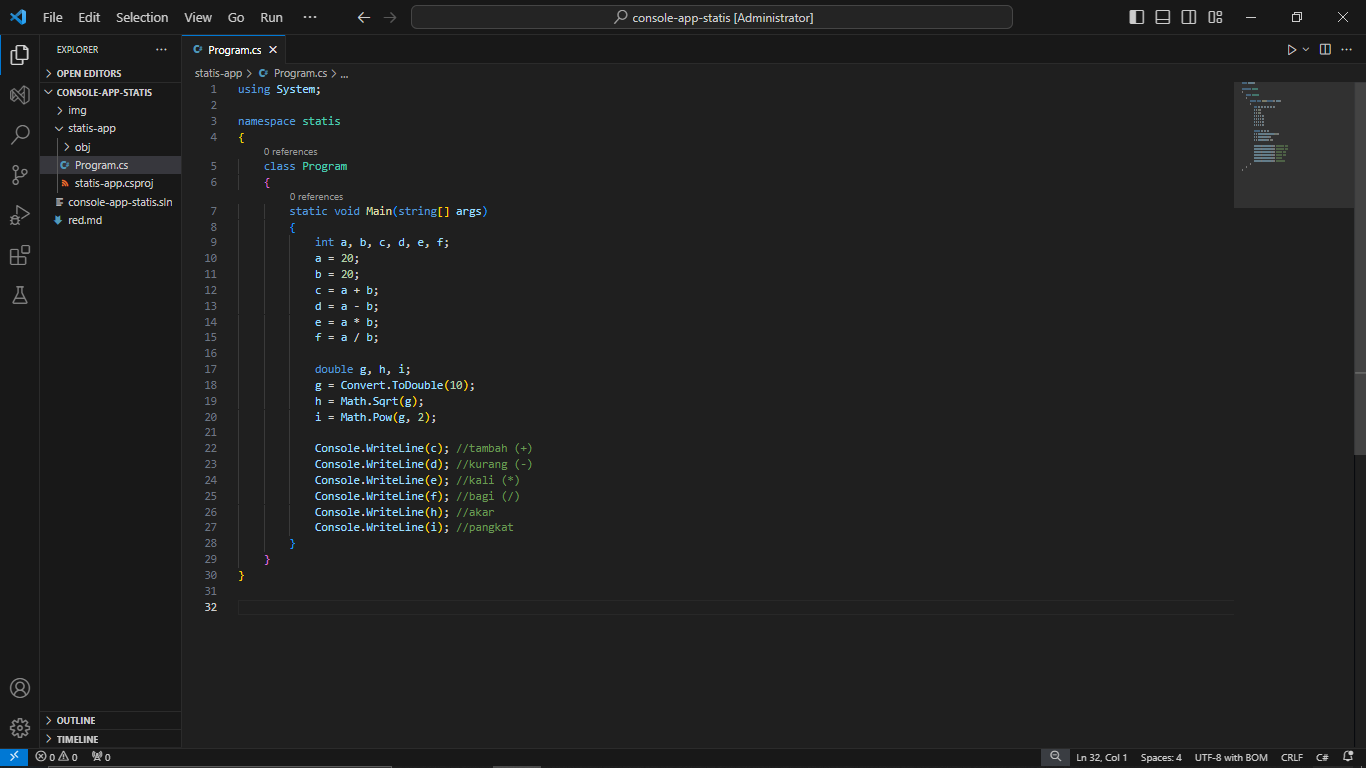 File Edit Selection View Go Run ··· console-app-statis [Administrator]
EXPLORER ···
OPEN EDITORS
CONSOLE-APP-STATIS
img
statis-app
obj
Program.cs
statis-app.csproj
console-app-statis.sln
red.md
OUTLINE
TIMELINE
Program.cs
statis-app > Program.cs > ...
1 using System;
2
3 namespace statis
4 {
0 references
5 class Program
6 {
0 references
7 static void Main(string[] args)
8 {
9 int a, b, c, d, e, f;
10 a = 20;
11 b = 20;
12 c = a + b;
13 d = a - b;
14 e = a * b;
15 f = a / b;
16
17 double g, h, i;
18 g = Convert.ToDouble(10);
19 h = Math.Sqrt(g);
20 i = Math.Pow(g, 2);
21
22 Console.WriteLine(c); //tambah (+)
23 Console.WriteLine(d); //kurang (-)
24 Console.WriteLine(e); //kali (*)
25 Console.WriteLine(f); //bagi (/)
26 Console.WriteLine(h); //akar
27 Console.WriteLine(i); //pangkat
28 }
29 }
30 }
31
32
0 0 0 Ln 32, Col 1 Spaces: 4 UTF-8 with BOM CRLF C#